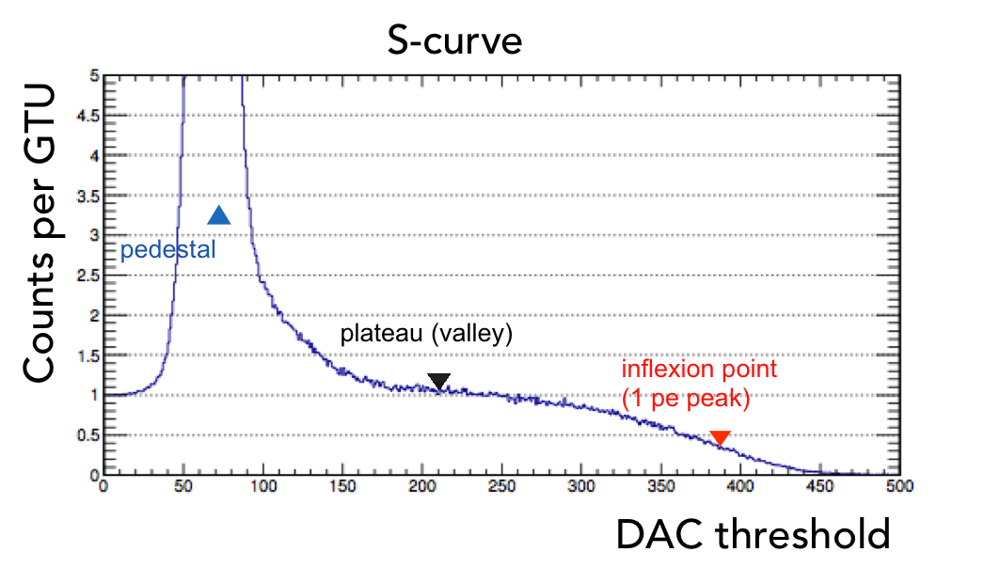 S-curve
Counts per GTU
5
4.5
4
3.5
3
2.5
2
1.5
1
0.5
0
pedestal
plateau (valley)
inflexion point
(1 pe peak)
0 50 100 150 200 250 300 350 400 450 500
DAC threshold